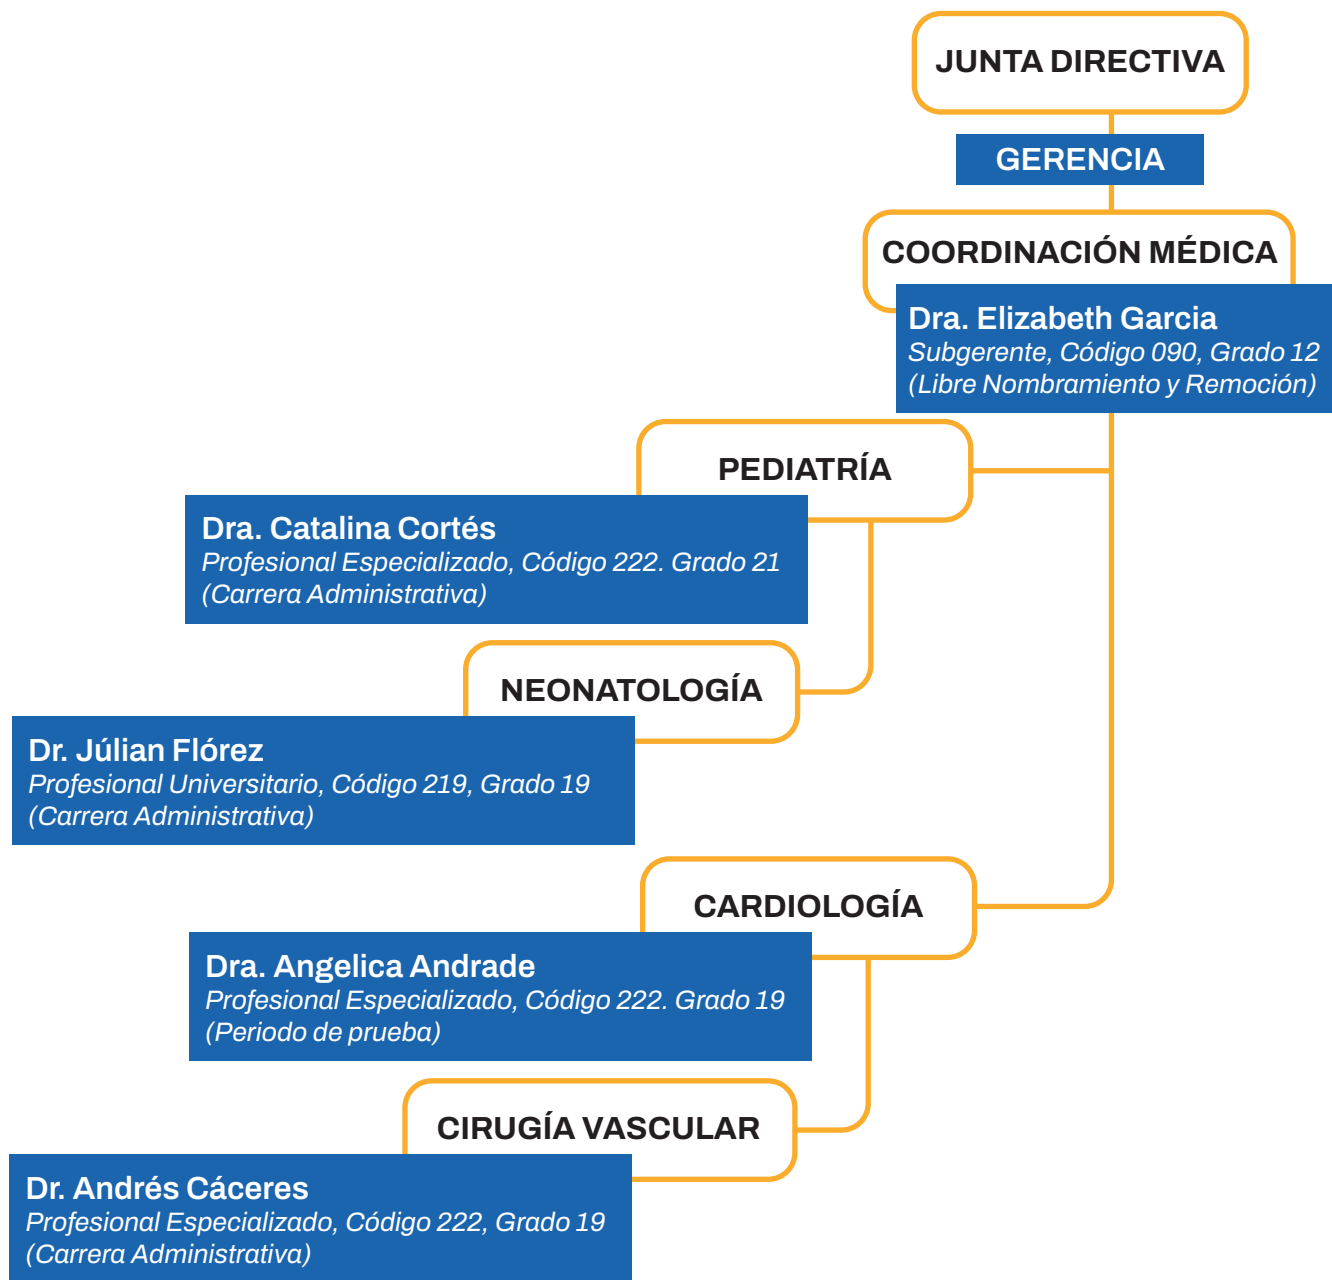 JUNTA DIRECTIVA
GERENCIA
COORDINACIÓN MÉDICA
Dra. Elizabeth Garcia
Subgerente, Código 090, Grado 12
(Libre Nombramiento y Remoción)
PEDIATRÍA
Dra. Catalina Cortés
Profesional Especializado, Código 222. Grado 21
(Carrera Administrativa)
NEONATOLOGÍA
Dr. Júlian Flórez
Profesional Universitario, Código 219, Grado 19
(Carrera Administrativa)
CARDIOLOGÍA
Dra. Angelica Andrade
Profesional Especializado, Código 222. Grado 19
(Periodo de prueba)
CIRUGÍA VASCULAR
Dr. Andrés Cáceres
Profesional Especializado, Código 222, Grado 19
(Carrera Administrativa)